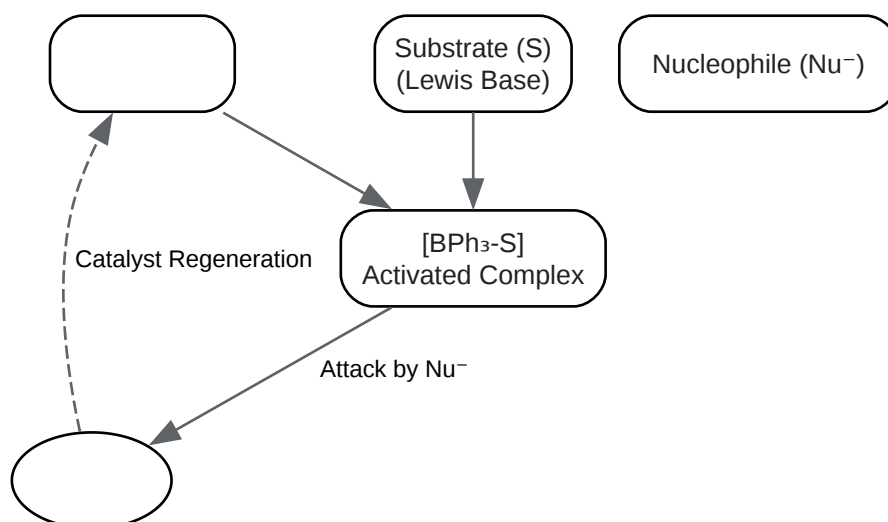 Substrate (S)
(Lewis Base)
Nucleophile (Nu⁻)
[BPh₃-S]
Activated Complex
Catalyst Regeneration
Attack by Nu⁻